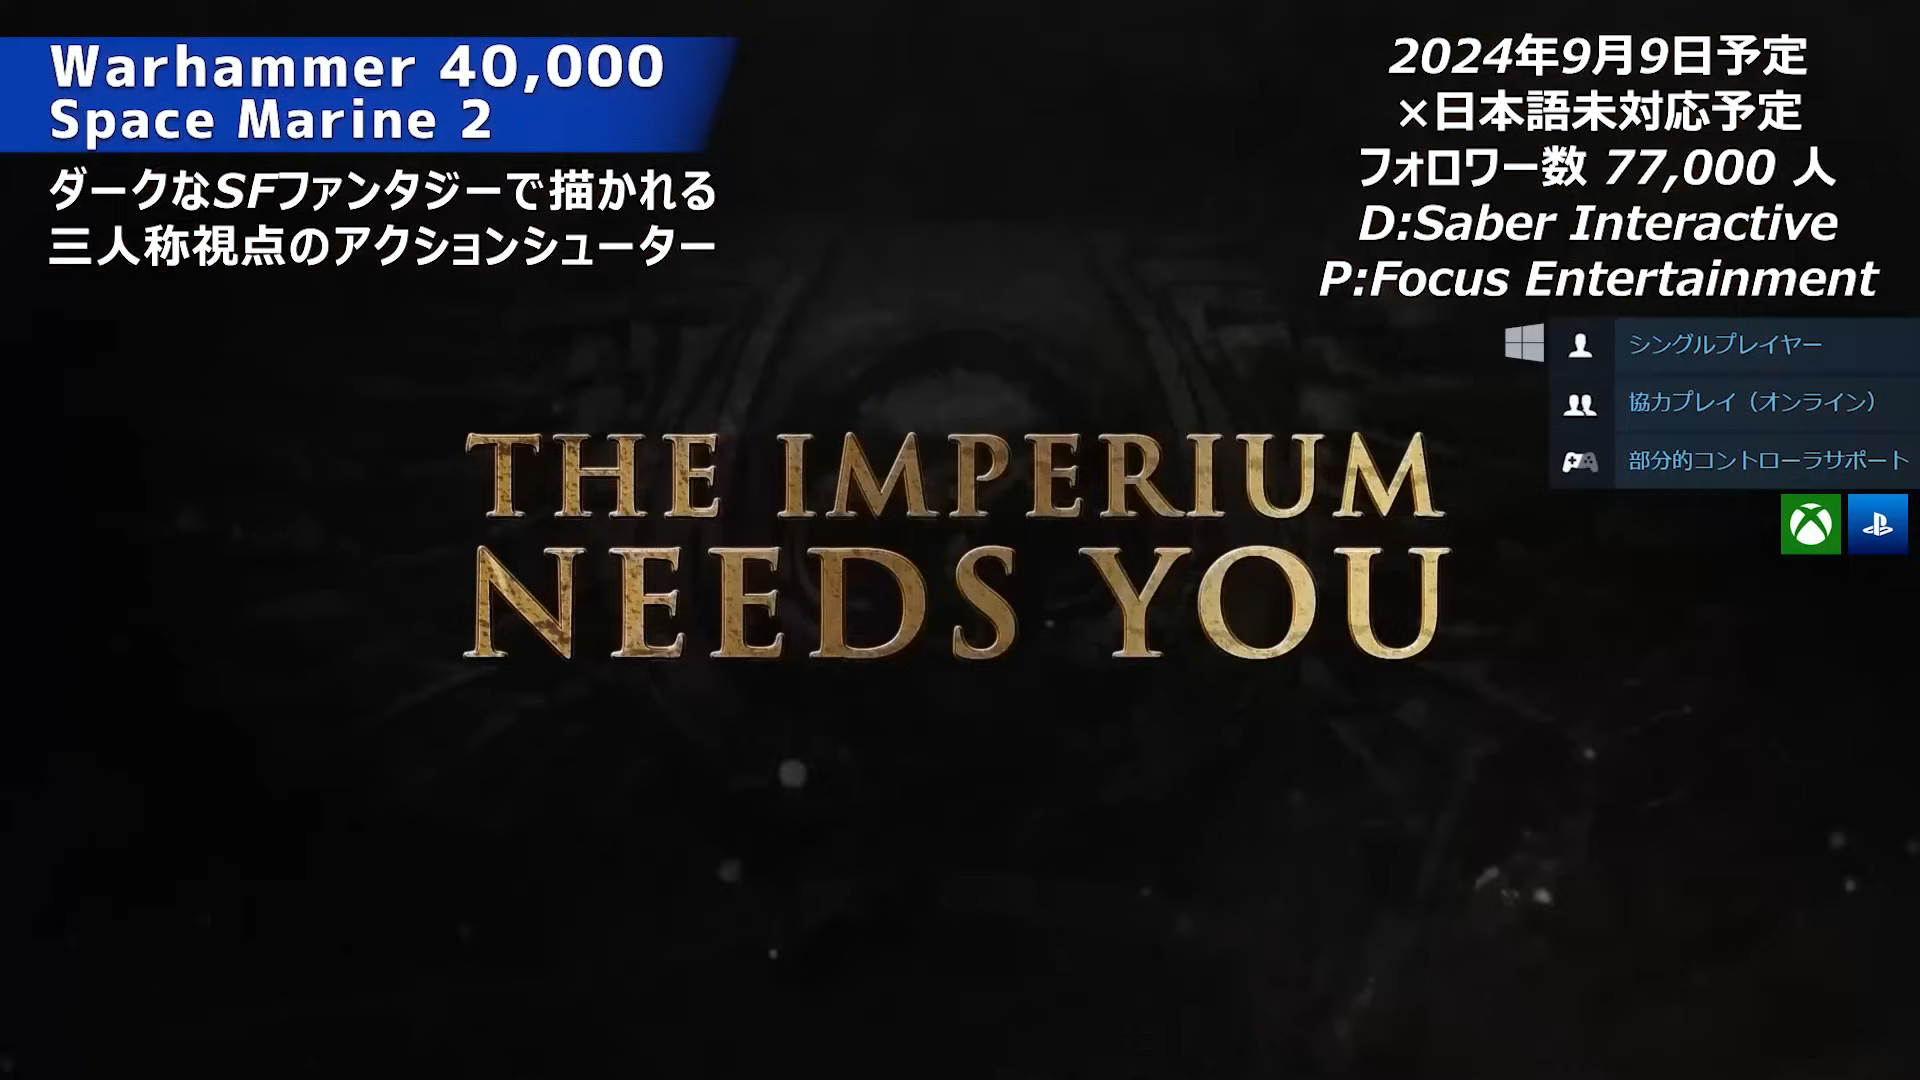 Warhammer 40,000
Space Marine 2
ダークなSFファンタジーで描かれる
三人称視点のアクションシューター
2024年9月9日予定
×日本語未対応予定
フォロワー数 77,000 人
D:Saber Interactive
P:Focus Entertainment
シングルプレイヤー
協力プレイ（オンライン）
部分的コントローラサポート
THE IMPERIUM
NEEDS YOU